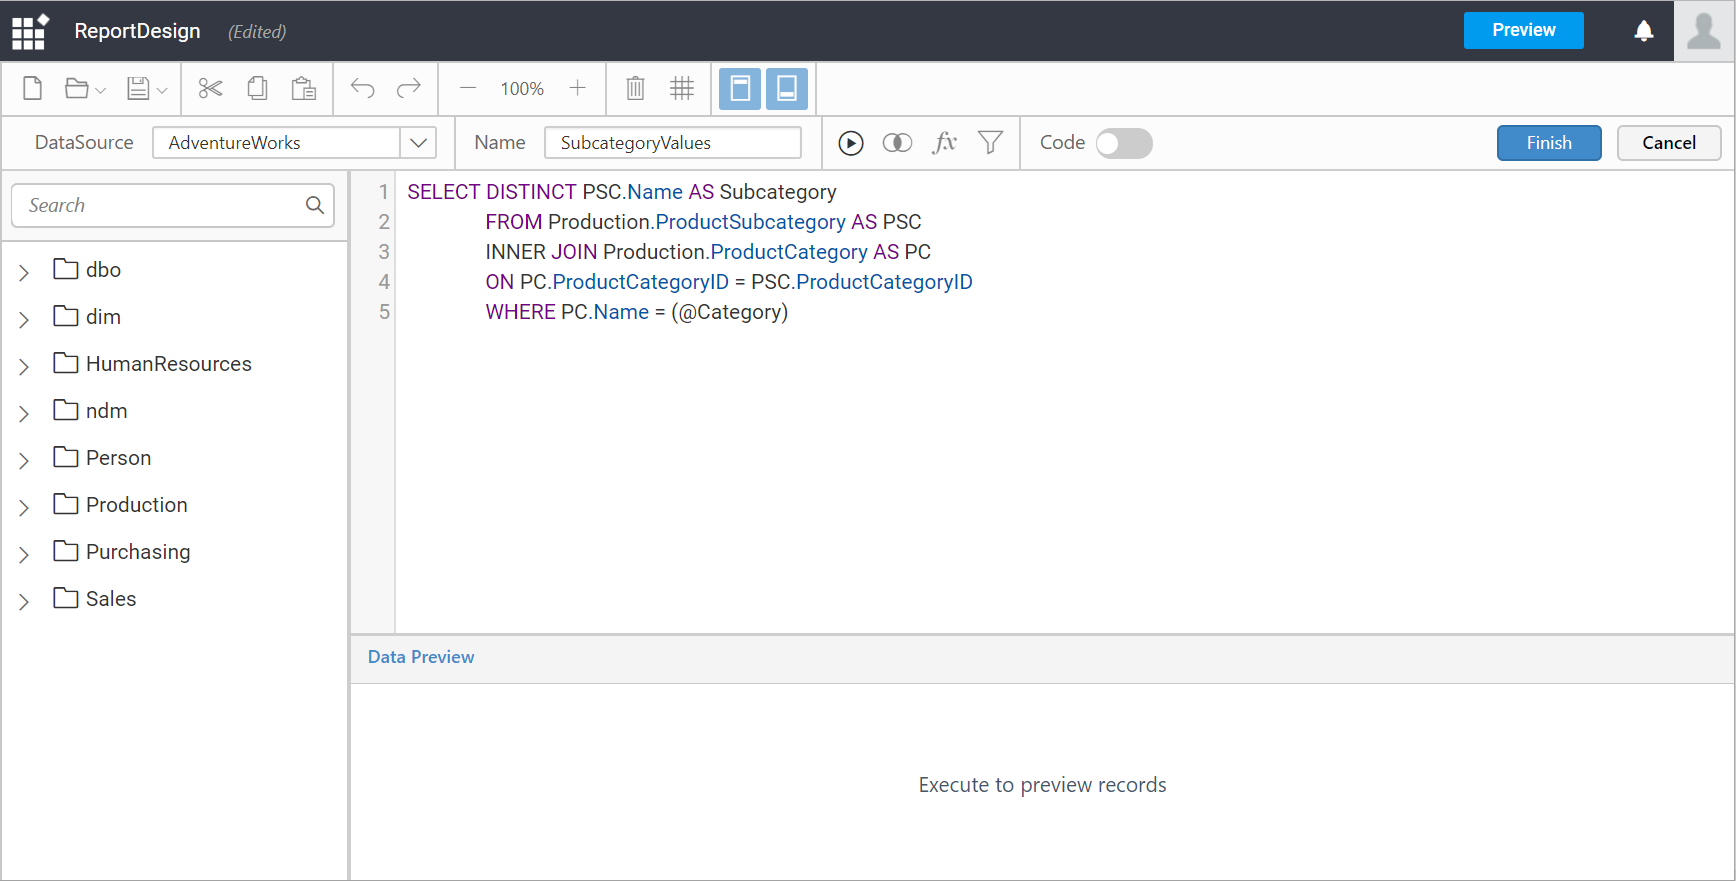 ReportDesign (Edited) Preview
100%
DataSource AdventureWorks Name SubcategoryValues fx Code Finish Cancel
Search
dbo
dim
HumanResources
ndm
Person
Production
Purchasing
Sales
1 SELECT DISTINCT PSC.Name AS Subcategory
2 FROM Production.ProductSubcategory AS PSC
3 INNER JOIN Production.ProductCategory AS PC
4 ON PC.ProductCategoryID = PSC.ProductCategoryID
5 WHERE PC.Name = (@Category)
Data Preview
Execute to preview records